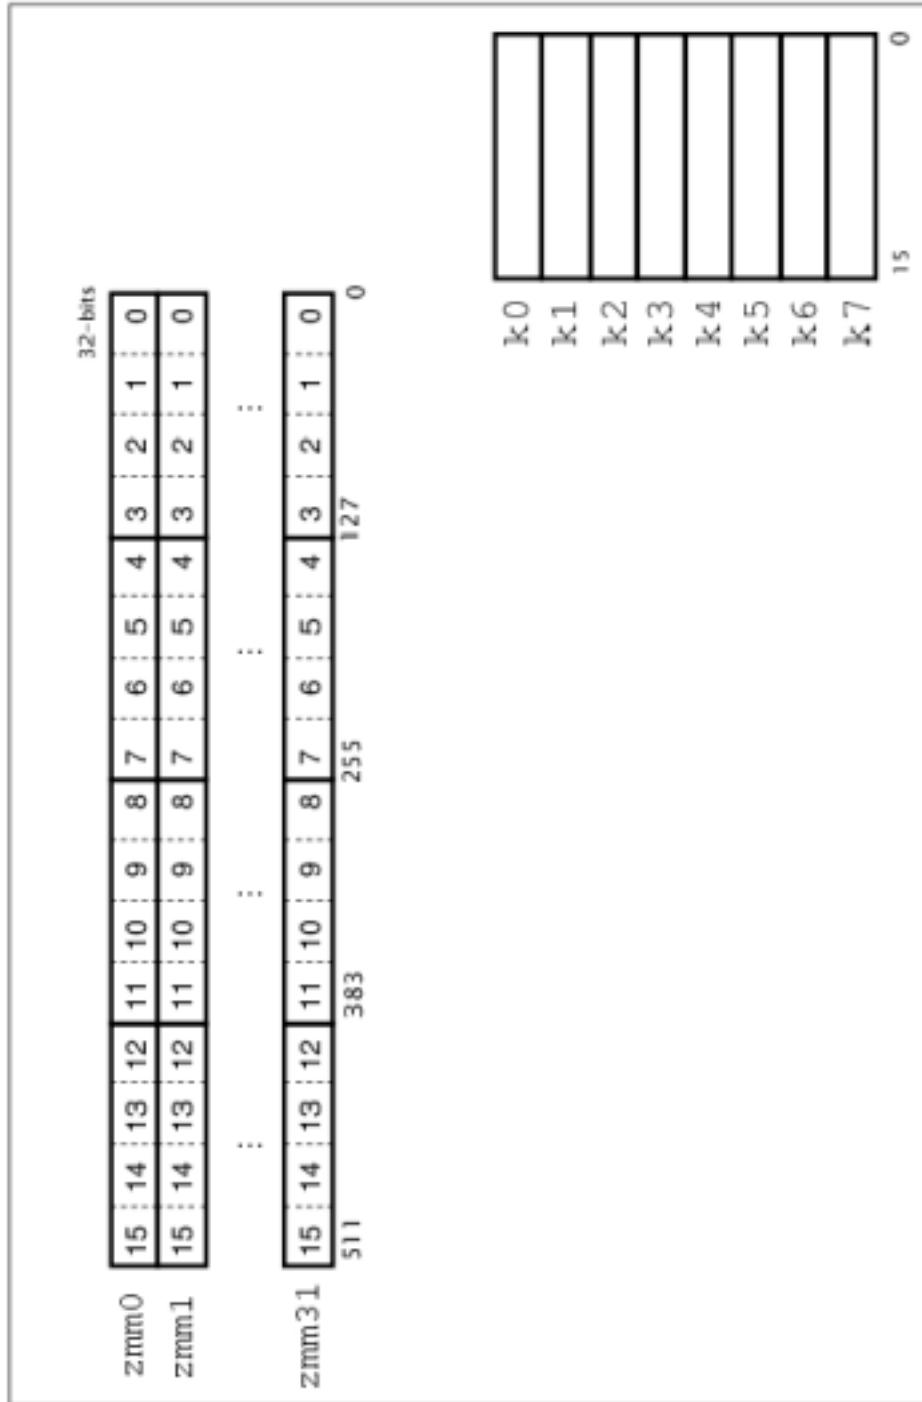 32-bits
zmm0 15 14 13 12 11 10 9 8 7 6 5 4 3 2 1 0
zmm1 15 14 13 12 11 10 9 8 7 6 5 4 3 2 1 0
... ... ... ...
zmm31 15 14 13 12 11 10 9 8 7 6 5 4 3 2 1 0
511 383 255 127 0
k0
k1
k2
k3
k4
k5
k6
k7
15 0